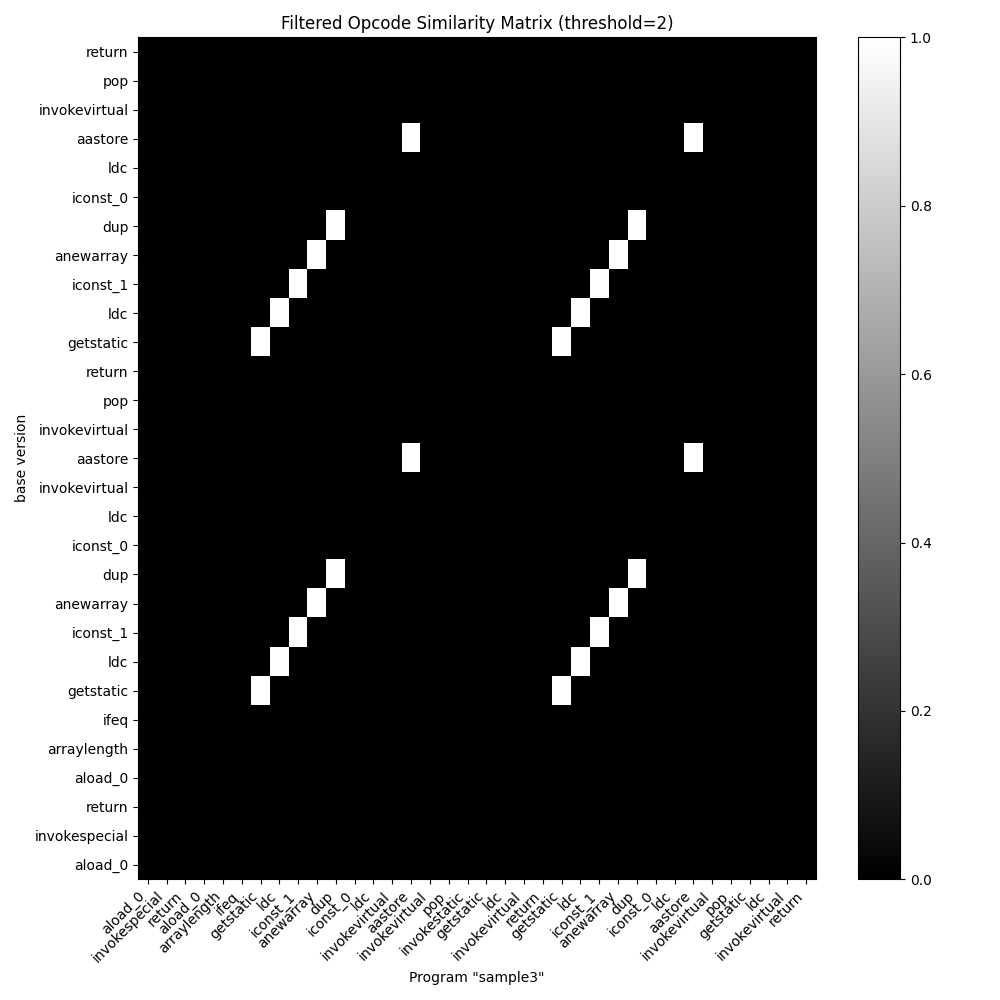 Filtered Opcode Similarity Matrix (threshold=2)
return
pop
invokevirtual
aastore
ldc
iconst_0
dup
anewarray
iconst_1
ldc
getstatic
return
pop
invokevirtual
aastore
invokevirtual
ldc
iconst_0
dup
anewarray
iconst_1
ldc
getstatic
ifeq
arraylength
aload_0
return
invokespecial
aload_0
base version
aload_0
invokespecial
return
aload_0
arraylength
ifeq
getstatic
ldc
iconst_1
anewarray
dup
iconst_0
ldc
invokevirtual
aastore
invokevirtual
pop
invokestatic
getstatic
ldc
invokevirtual
return
getstatic
ldc
iconst_1
anewarray
dup
iconst_0
ldc
aastore
invokevirtual
pop
getstatic
ldc
invokevirtual
return
Program "sample3"
1.0
0.8
0.6
0.4
0.2
0.0